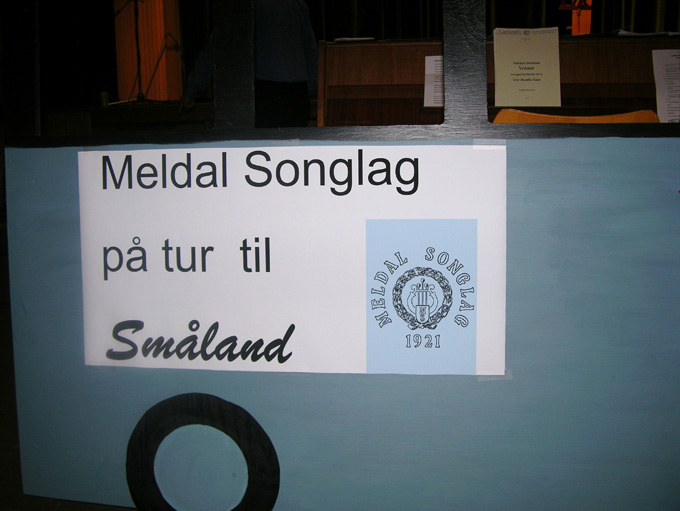 Meldal Songlag
på tur til
Småland
MELDAL SONGLAG
1921